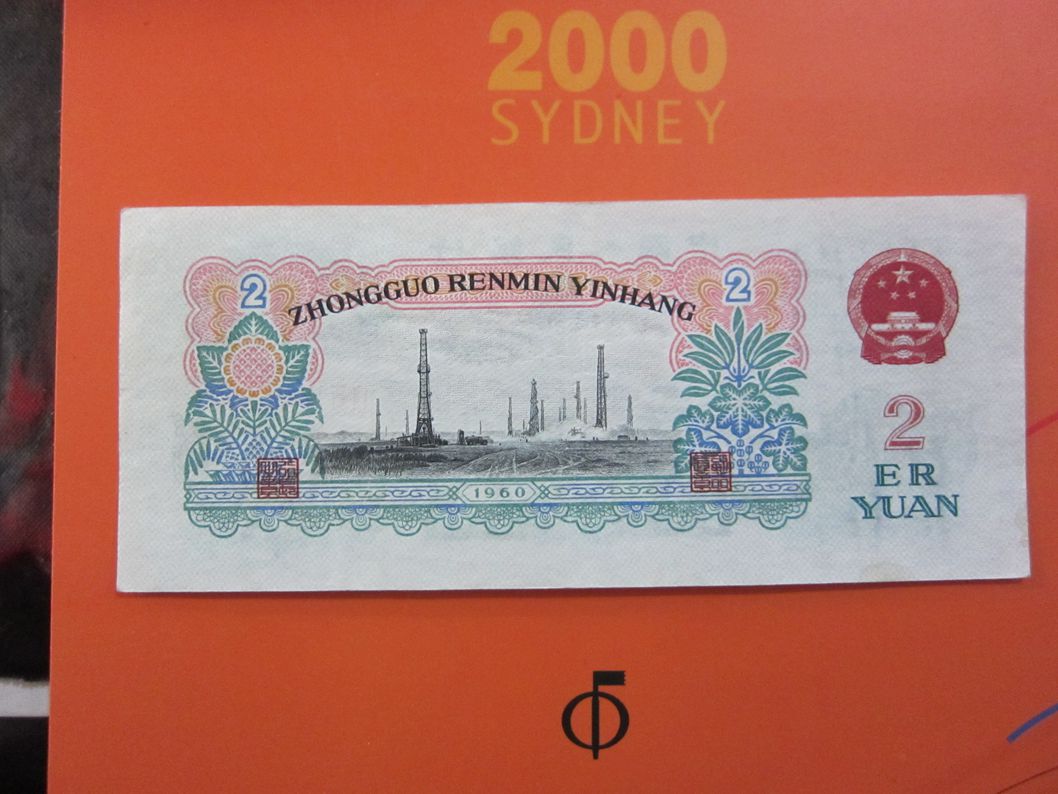 2000
SYDNEY
2
2
ZHONGGUO RENMIN YINHANG
1960
2
ER
YUAN